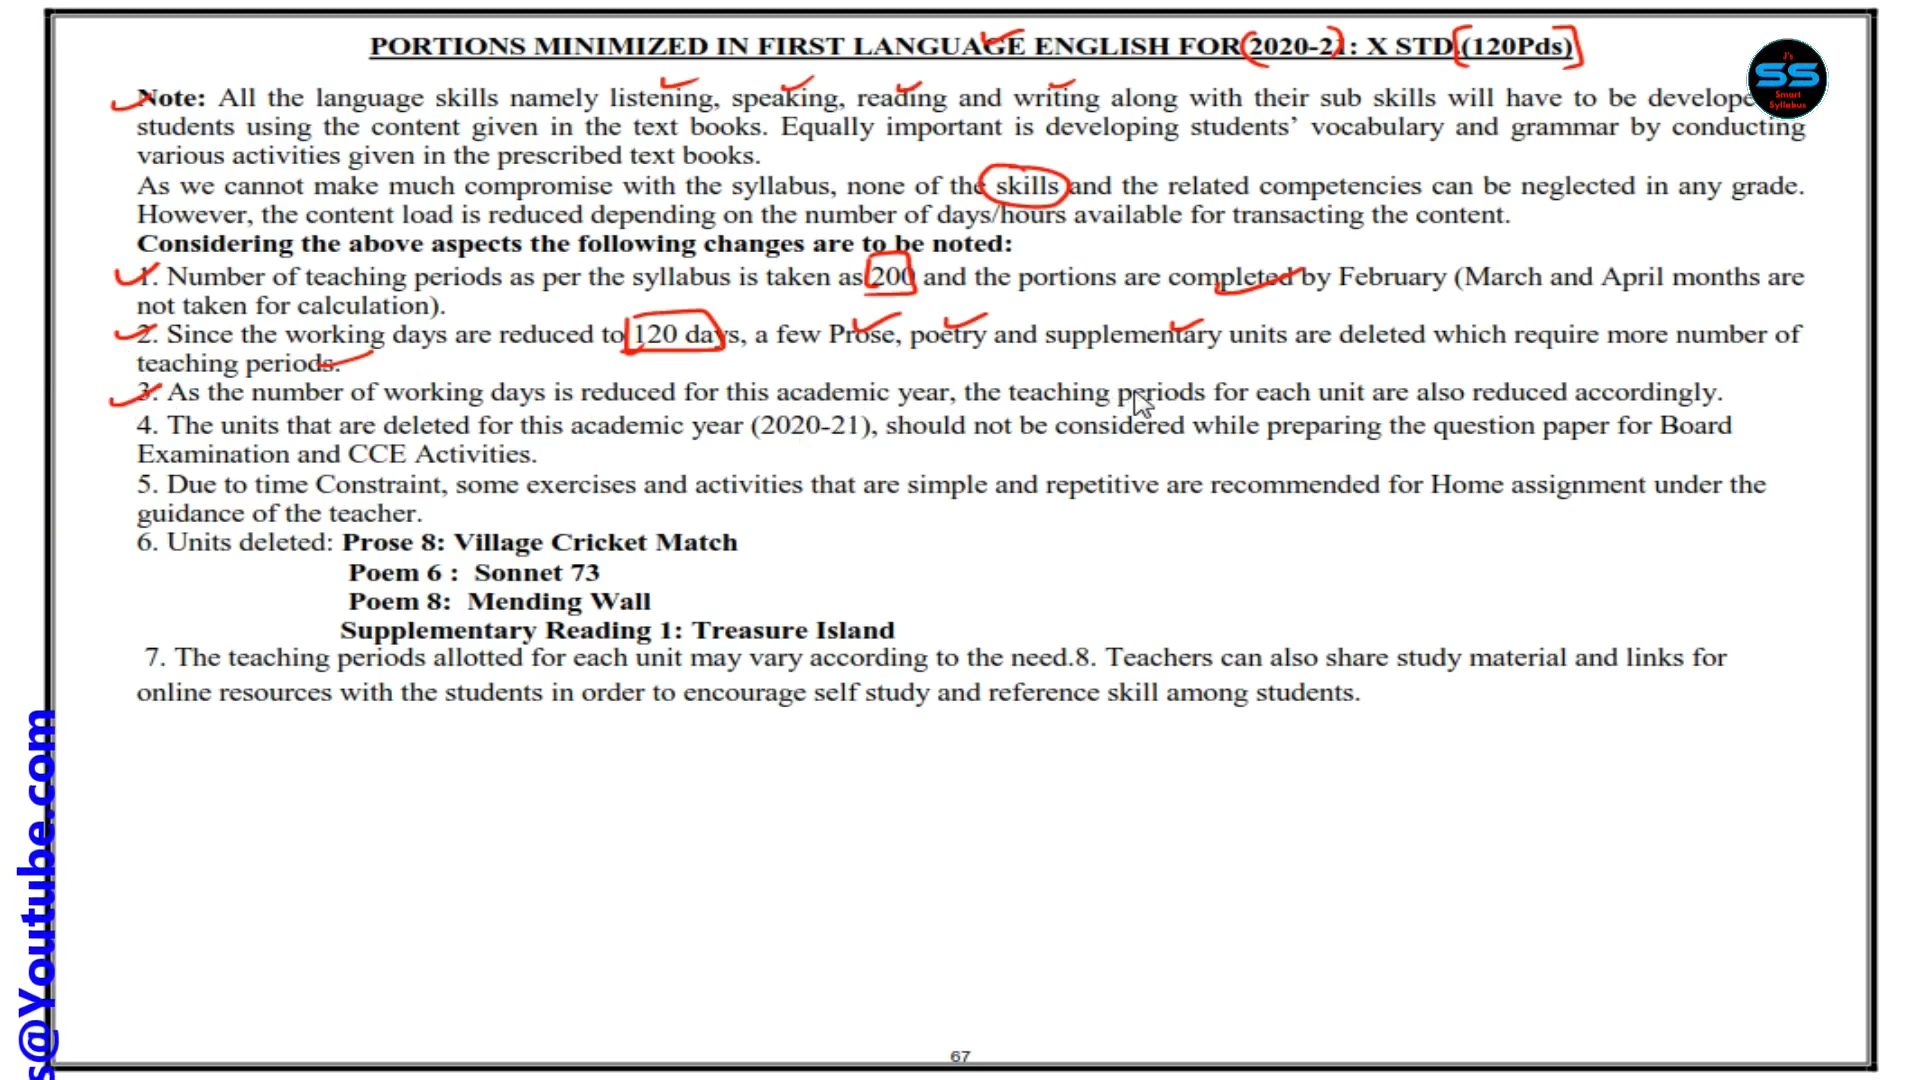 PORTIONS MINIMIZED IN FIRST LANGUAGE ENGLISH FOR (2020-21): X STD.(120Pds)
J's
SS
Smart
Syllabus
Note: All the language skills namely listening, speaking, reading and writing along with their sub skills will have to be
students using the content given in the text books. Equally important is developing students’ vocabulary and grammar by conducting
various activities given in the prescribed text books.
As we cannot make much compromise with the syllabus, none of the skills and the related competencies can be neglected in any grade.
However, the content load is reduced depending on the number of days/hours available for transacting the content.
Considering the above aspects the following changes are to be noted:
1. Number of teaching periods as per the syllabus is taken as 200 and the portions are completed by February (March and April months are
not taken for calculation).
2. Since the working days are reduced to 120 days, a few Prose, poetry and supplementary units are deleted which require more number of
teaching periods.
3. As the number of working days is reduced for this academic year, the teaching periods for each unit are also reduced accordingly.
4. The units that are deleted for this academic year (2020-21), should not be considered while preparing the question paper for Board
Examination and CCE Activities.
5. Due to time Constraint, some exercises and activities that are simple and repetitive are recommended for Home assignment under the
guidance of the teacher.
6. Units deleted: Prose 8: Village Cricket Match
Poem 6 : Sonnet 73
Poem 8: Mending Wall
Supplementary Reading 1: Treasure Island
7. The teaching periods allotted for each unit may vary according to the need.8. Teachers can also share study material and links for
online resources with the students in order to encourage self study and reference skill among students.
s@Youtube.com
67